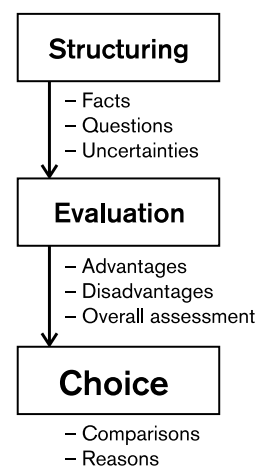 Structuring
– Facts
– Questions
– Uncertainties
Evaluation
– Advantages
– Disadvantages
– Overall assessment
Choice
– Comparisons
– Reasons